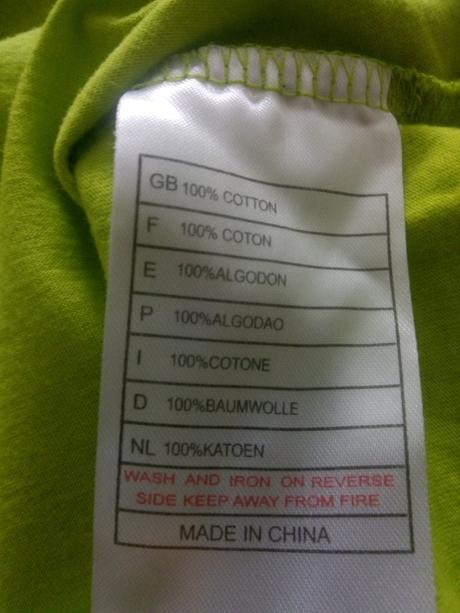 GB 100% COTTON
F 100% COTON
E 100%ALGODON
P 100%ALGODAO
I 100%COTONE
D 100%BAUMWOLLE
NL 100%KATOEN
WASH AND IRON ON REVERSE
SIDE KEEP AWAY FROM FIRE
MADE IN CHINA